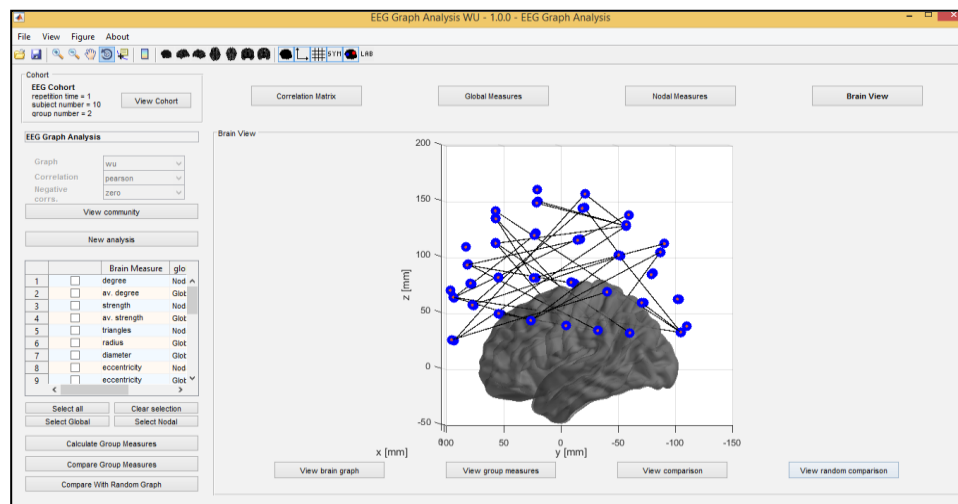 EEG Graph Analysis WU - 1.0.0 - EEG Graph Analysis
File View Figure About
SYM LAB
Cohort
EEG Cohort
repetition time = 1
subject number = 10
group number = 2
View Cohort
Correlation Matrix
Global Measures
Nodal Measures
Brain View
EEG Graph Analysis
Graph wu
Correlation pearson
Negative corrs. zero
View community
New analysis
Brain Measure glo
1 degree Nod
2 av. degree Glot
3 strength Nod
4 av. strength Glot
5 triangles Nod
6 radius Glot
7 diameter Glot
8 eccentricity Nod
9 eccentricity Glot
Select all
Clear selection
Select Global
Select Nodal
Calculate Group Measures
Compare Group Measures
Compare With Random Graph
Brain View
200
150
100
50
0
-50
z [mm]
100 50 0 -50 -100 -150
x [mm]
y [mm]
View brain graph
View group measures
View comparison
View random comparison